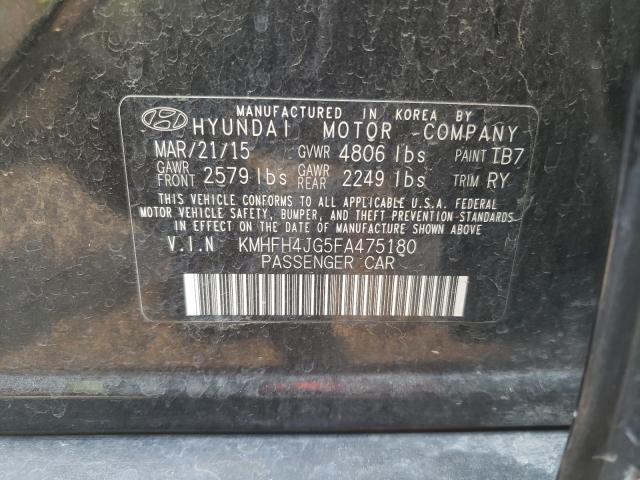 MANUFACTURED IN KOREA BY
HYUNDAI MOTOR COMPANY
MAR/21/15 GVWR 4806 lbs PAINT IB7
GAWR FRONT 2579 lbs GAWR REAR 2249 lbs TRIM RY
THIS VEHICLE CONFORMS TO ALL APPLICABLE U.S.A. FEDERAL
MOTOR VEHICLE SAFETY, BUMPER, AND THEFT PREVENTION STANDARDS
IN EFFECT ON THE DATE OF MANUFACTURE SHOWN ABOVE
V.I.N KMHFH4JG5FA475180
PASSENGER CAR